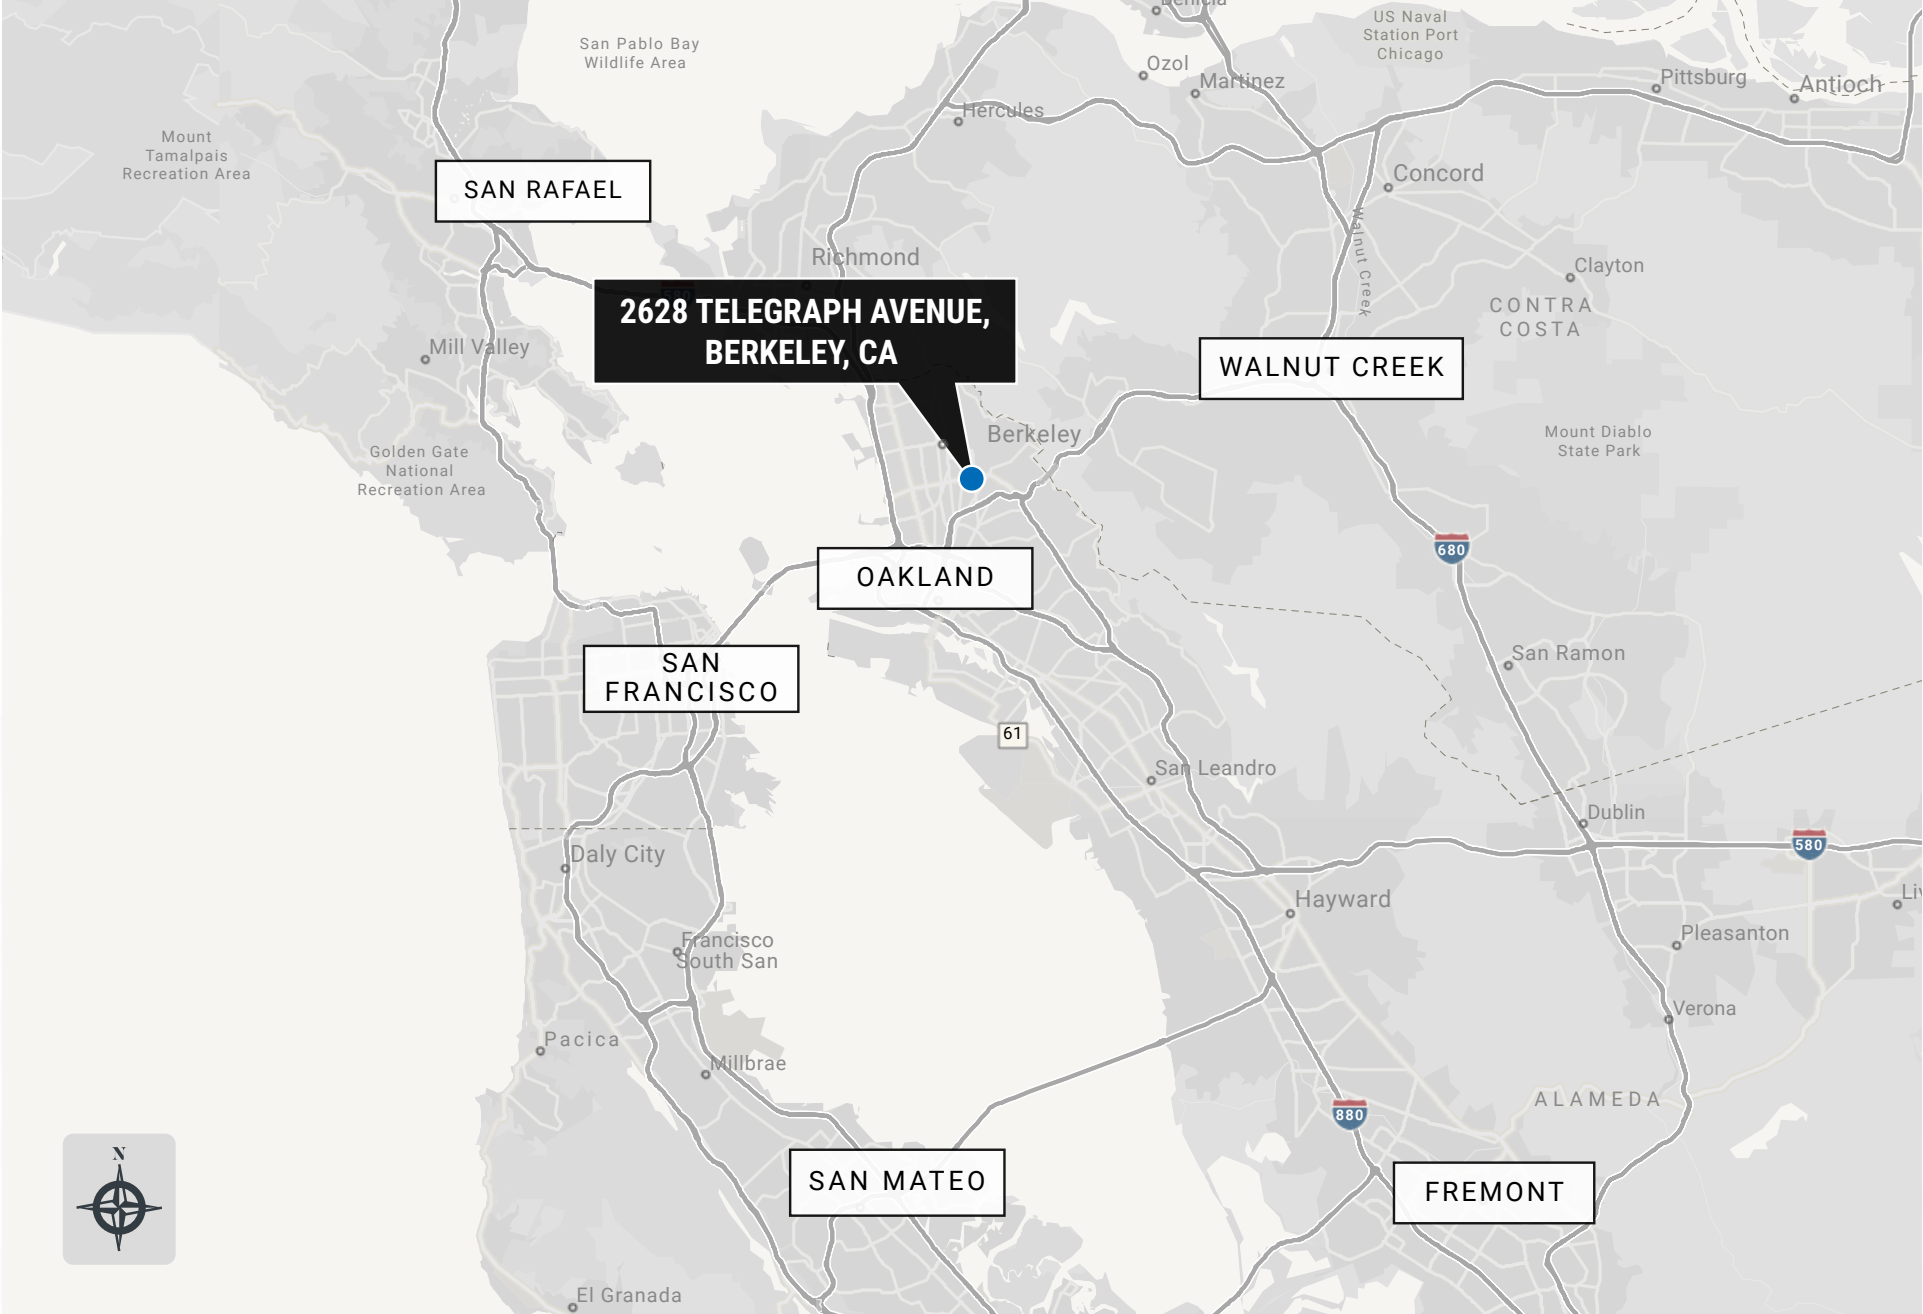 Benicia
US Naval
Station Port
Chicago
San Pablo Bay
Wildlife Area
Ozol
Martinez
Pittsburg
Antioch
Hercules
Mount
Tamalpais
Recreation Area
Concord
SAN RAFAEL
Walnut Creek
Richmond
Clayton
580
CONTRA
COSTA
2628 TELEGRAPH AVENUE,
BERKELEY, CA
Mill Valley
WALNUT CREEK
Berkeley
Mount Diablo
State Park
Golden Gate
National
Recreation Area
680
OAKLAND
San Ramon
SAN
FRANCISCO
61
San Leandro
Dublin
580
Daly City
Hayward
Pleasanton
Francisco
South San
Verona
Pacica
Millbrae
ALAMEDA
880
N
SAN MATEO
FREMONT
El Granada